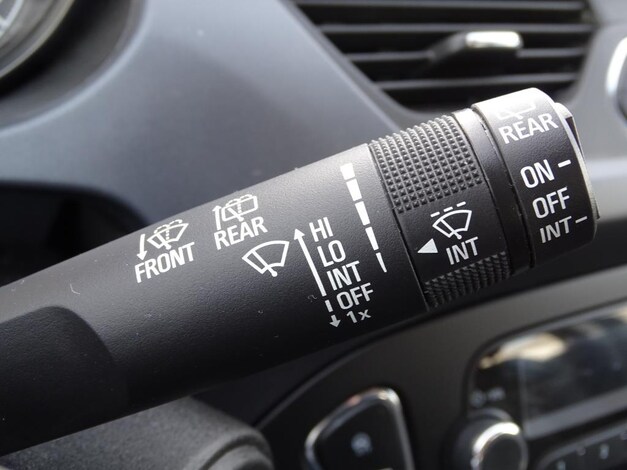 FRONT
REAR
HI
LO
INT
OFF
1x
INT
REAR
ON
OFF
INT